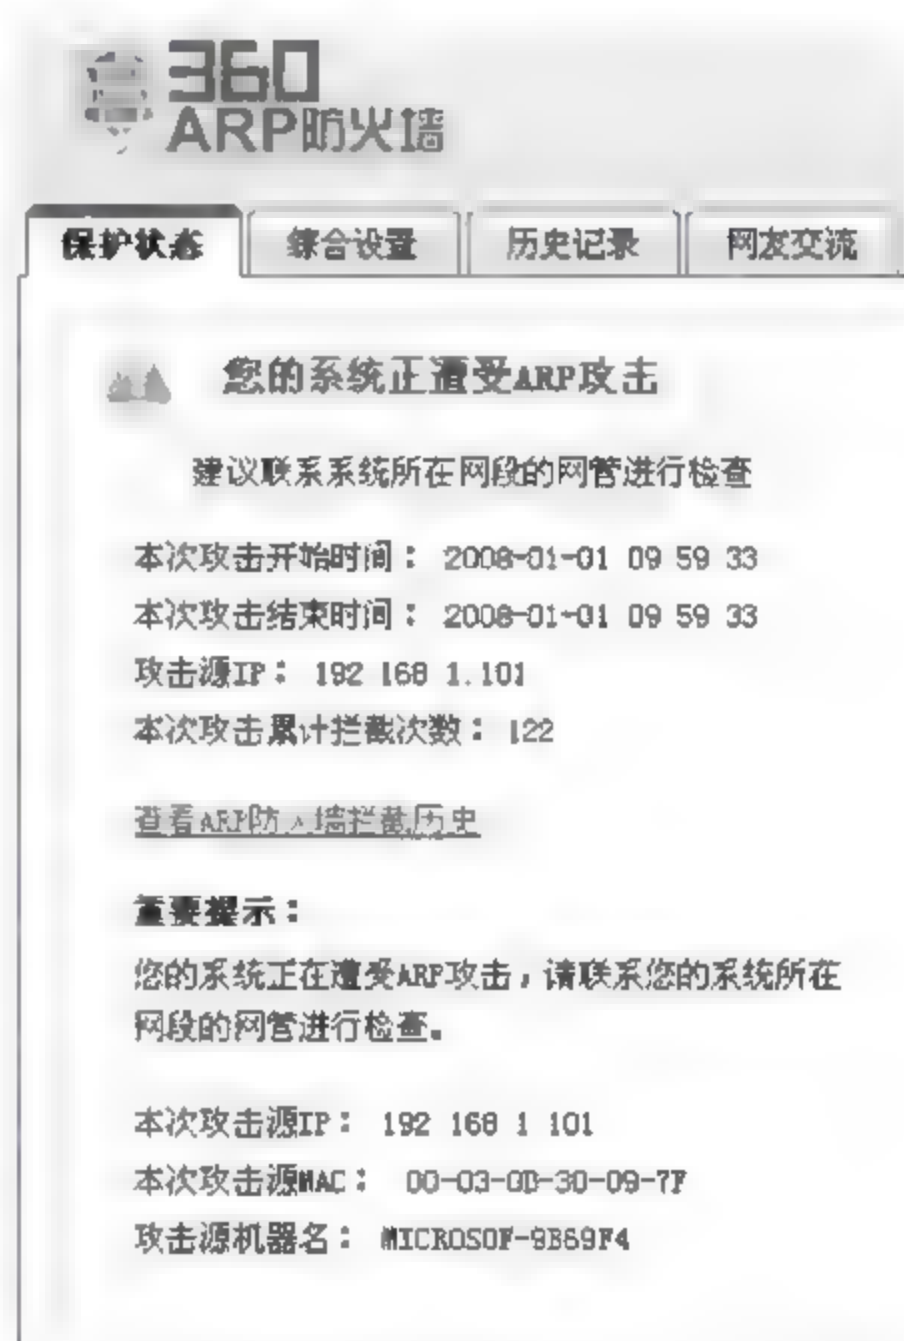 360
ARP防火墙
保护状态 综合设置 历史记录 网友交流
您的系统正遭受ARP攻击
建议联系系统所在网段的网管进行检查
本次攻击开始时间： 2008-01-01 09 59 33
本次攻击结束时间： 2008-01-01 09 59 33
攻击源IP： 192 168 1.101
本次攻击累计拦截次数： 122
查看ARP防火墙拦截历史
重要提示：
您的系统正在遭受ARP攻击，请联系您的系统所在
网段的网管进行检查。
本次攻击源IP： 192 168 1 101
本次攻击源MAC： 00-03-0D-30-09-7F
攻击源机器名： MICROSOF-9B69F4